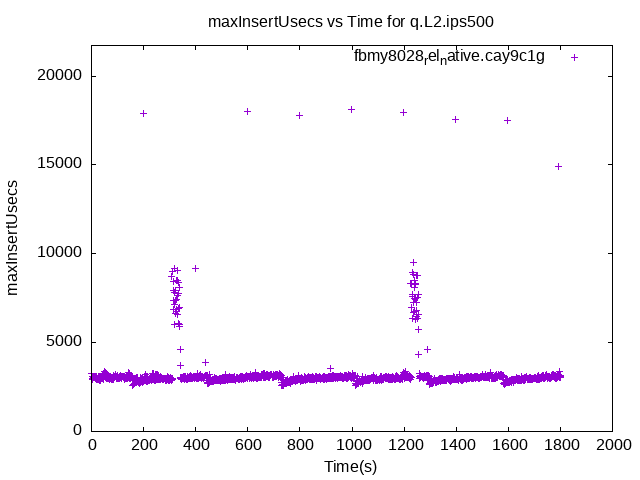 maxInsertUsecs vs Time for q.L2.ips500
fbmy8028relnative.cay9c1g
20000
15000
10000
5000
0
maxInsertUsecs
0 200 400 600 800 1000 1200 1400 1600 1800 2000
Time(s)